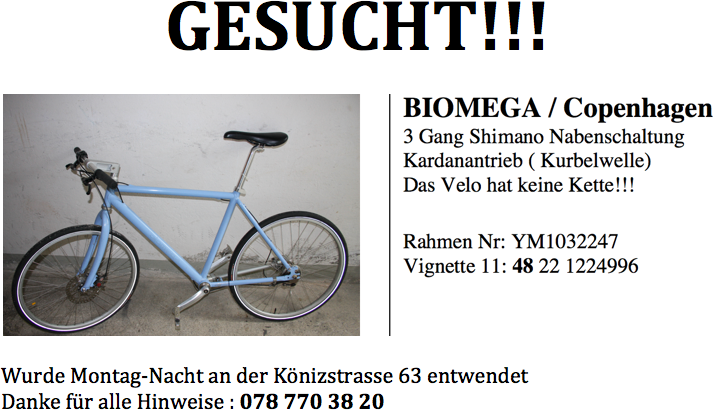 GESUCHT!!!
BIOMEGA / Copenhagen
3 Gang Shimano Nabenschaltung
Kardanantrieb ( Kurbelwelle)
Das Velo hat keine Kette!!!
Rahmen Nr: YM1032247
Vignette 11: 48 22 1224996
Wurde Montag-Nacht an der Könizstrasse 63 entwendet
Danke für alle Hinweise : 078 770 38 20